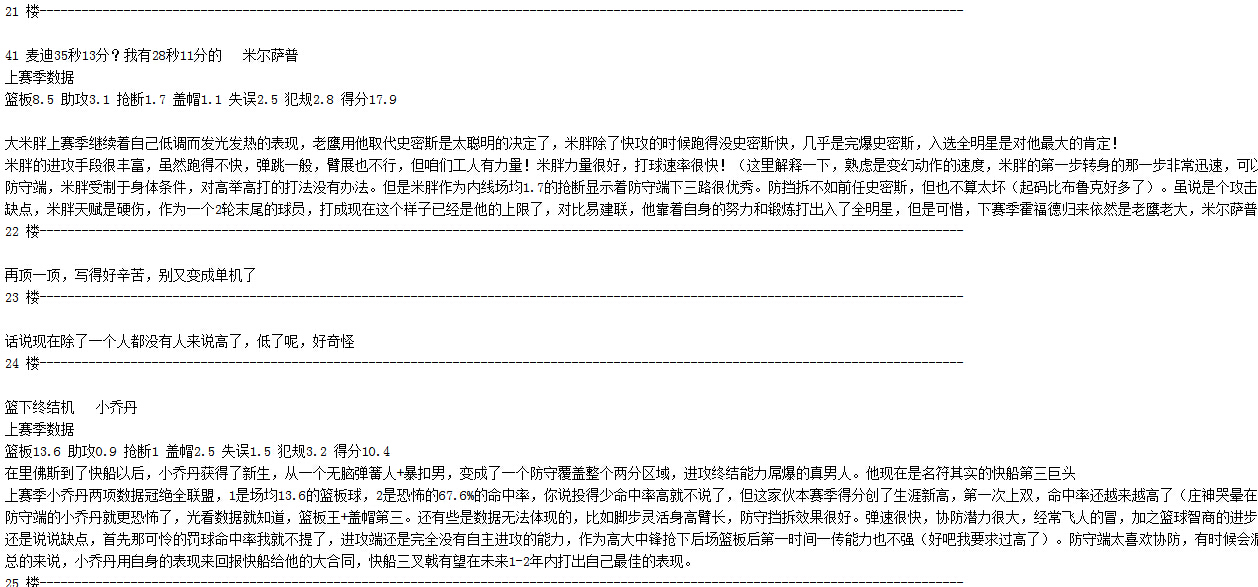 21 楼------------------------------------------------------------------------------------------------------------------------------------
41 麦迪35秒13分？我有28秒11分的  米尔萨普
上赛季数据
篮板8.5 助攻3.1 抢断1.7 盖帽1.1 失误2.5 犯规2.8 得分17.9
大米胖上赛季继续着自己低调而发光发热的表现，老鹰用他取代史密斯是太聪明的决定了，米胖除了快攻的时候跑得没史密斯快，几乎是完爆史密斯，入选全明星是对他最大的肯定！
米胖的进攻手段很丰富，虽然跑得不快，弹跳一般，臂展也不行，但咱们工人有力量！米胖力量很好，打球速率很快！（这里解释一下，熟虑是变幻动作的速度，米胖的第一步转身的那一步非常迅速，可以
防守端，米胖受制于身体条件，对高举高打的打法没有办法。但是米胖作为内线场均1.7的抢断显示着防守端下三路很优秀。防挡拆不如前任史密斯，但也不算太坏（起码比布鲁克好多了）。虽说是个攻击
缺点，米胖天赋是硬伤，作为一个2轮末尾的球员，打成现在这个样子已经是他的上限了，对比易建联，他靠着自身的努力和锻炼打出入了全明星，但是可惜，下赛季霍福德归来依然是老鹰老大，米尔萨普
22 楼------------------------------------------------------------------------------------------------------------------------------------
再顶一顶，写得好辛苦，别又变成单机了
23 楼------------------------------------------------------------------------------------------------------------------------------------
话说现在除了一个人都没有人来说高了，低了呢，好奇怪
24 楼------------------------------------------------------------------------------------------------------------------------------------
篮下终结机  小乔丹
上赛季数据
篮板13.6 助攻0.9 抢断1 盖帽2.5 失误1.5 犯规3.2 得分10.4
在里佛斯到了快船以后，小乔丹获得了新生，从一个无脑弹簧人+暴扣男，变成了一个防守覆盖整个两分区域，进攻终结能力屌爆的真男人。他现在是名符其实的快船第三巨头
上赛季小乔丹两项数据冠绝全联盟，1是场均13.6的篮板球，2是恐怖的67.6%的命中率，你说投得少命中率高就不说了，但这家伙本赛季得分创了生涯新高，第一次上双，命中率还越来越高了（庄神哭晕在
防守端的小乔丹就更恐怖了，光看数据就知道，篮板王+盖帽第三。还有些是数据无法体现的，比如脚步灵活身高臂长，防守挡拆效果很好。弹速很快，协防潜力很大，经常飞人的冒，加之篮球智商的进步
还是说说缺点，首先那可怜的罚球命中率我就不提了，进攻端还是完全没有自主进攻的能力，作为高大中锋抢下后场篮板后第一时间一传能力也不强（好吧我要求过高了）。防守端太喜欢协防，有时候会漏
总的来说，小乔丹用自身的表现来回报快船给他的大合同，快船三叉戟有望在未来1-2年内打出自己最佳的表现。
25 楼------------------------------------------------------------------------------------------------------------------------------------